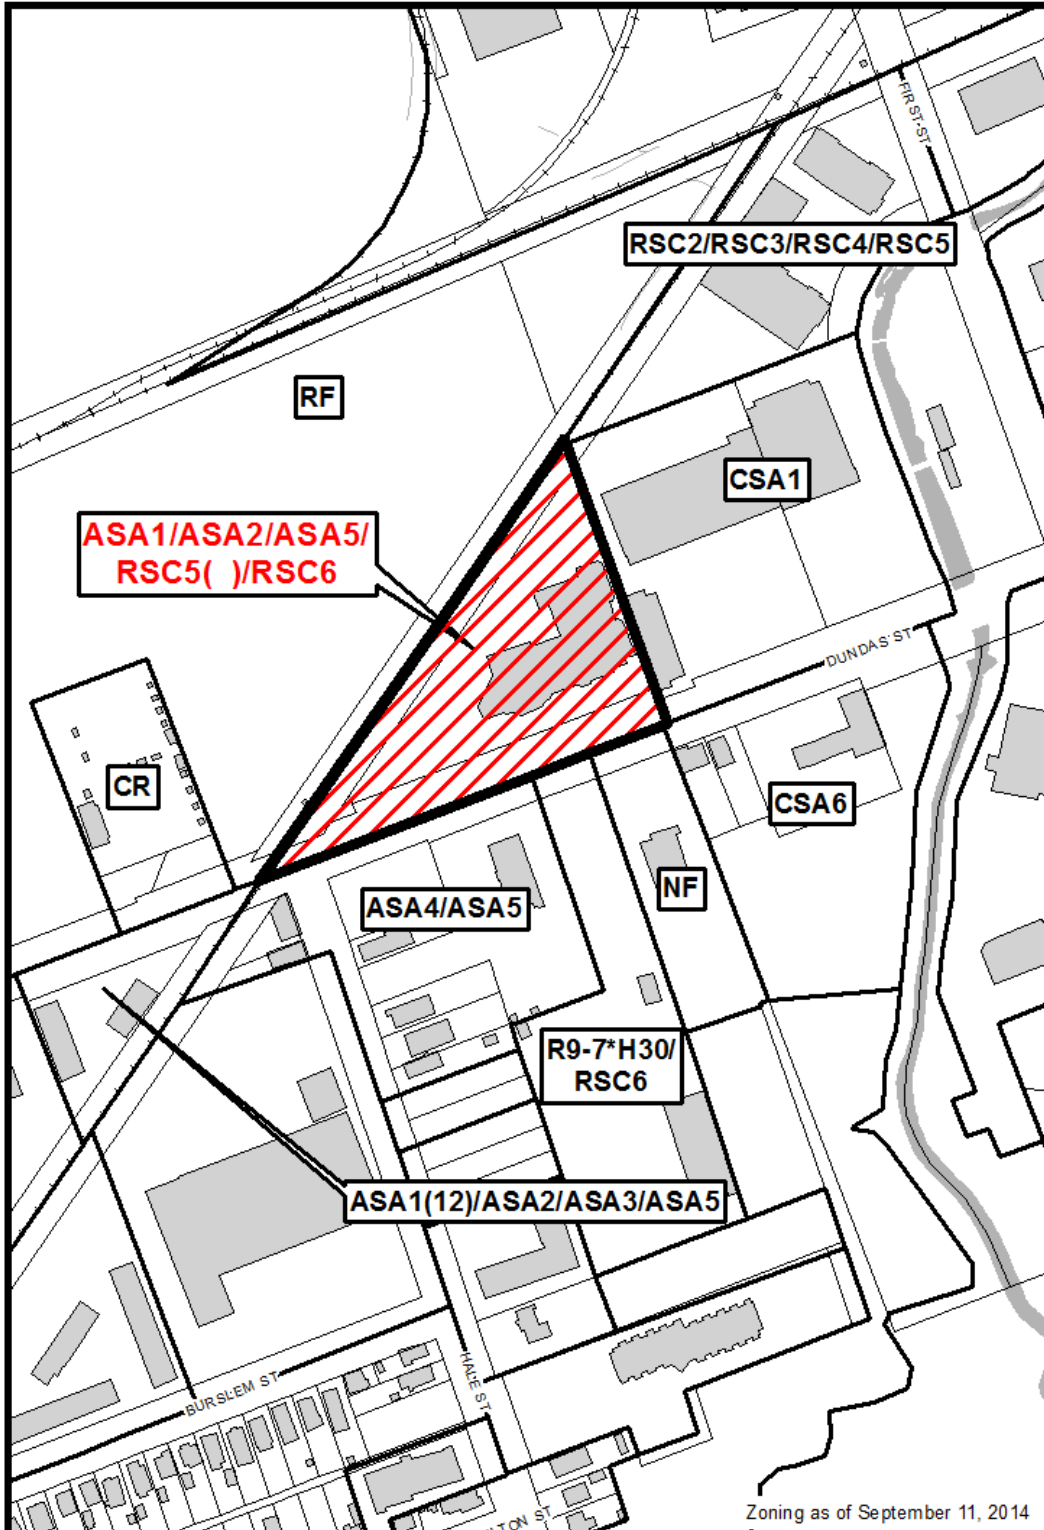 FIRST ST
RSC2/RSC3/RSC4/RSC5
RF
CSA1
ASA1/ASA2/ASA5/
RSC5( )/RSC6
DUNDAS ST
CR
CSA6
NF
ASA4/ASA5
R9-7*H30/
RSC6
ASA1(12)/ASA2/ASA3/ASA5
HALE ST
BURSLEM ST
ST
Zoning as of September 11, 2014